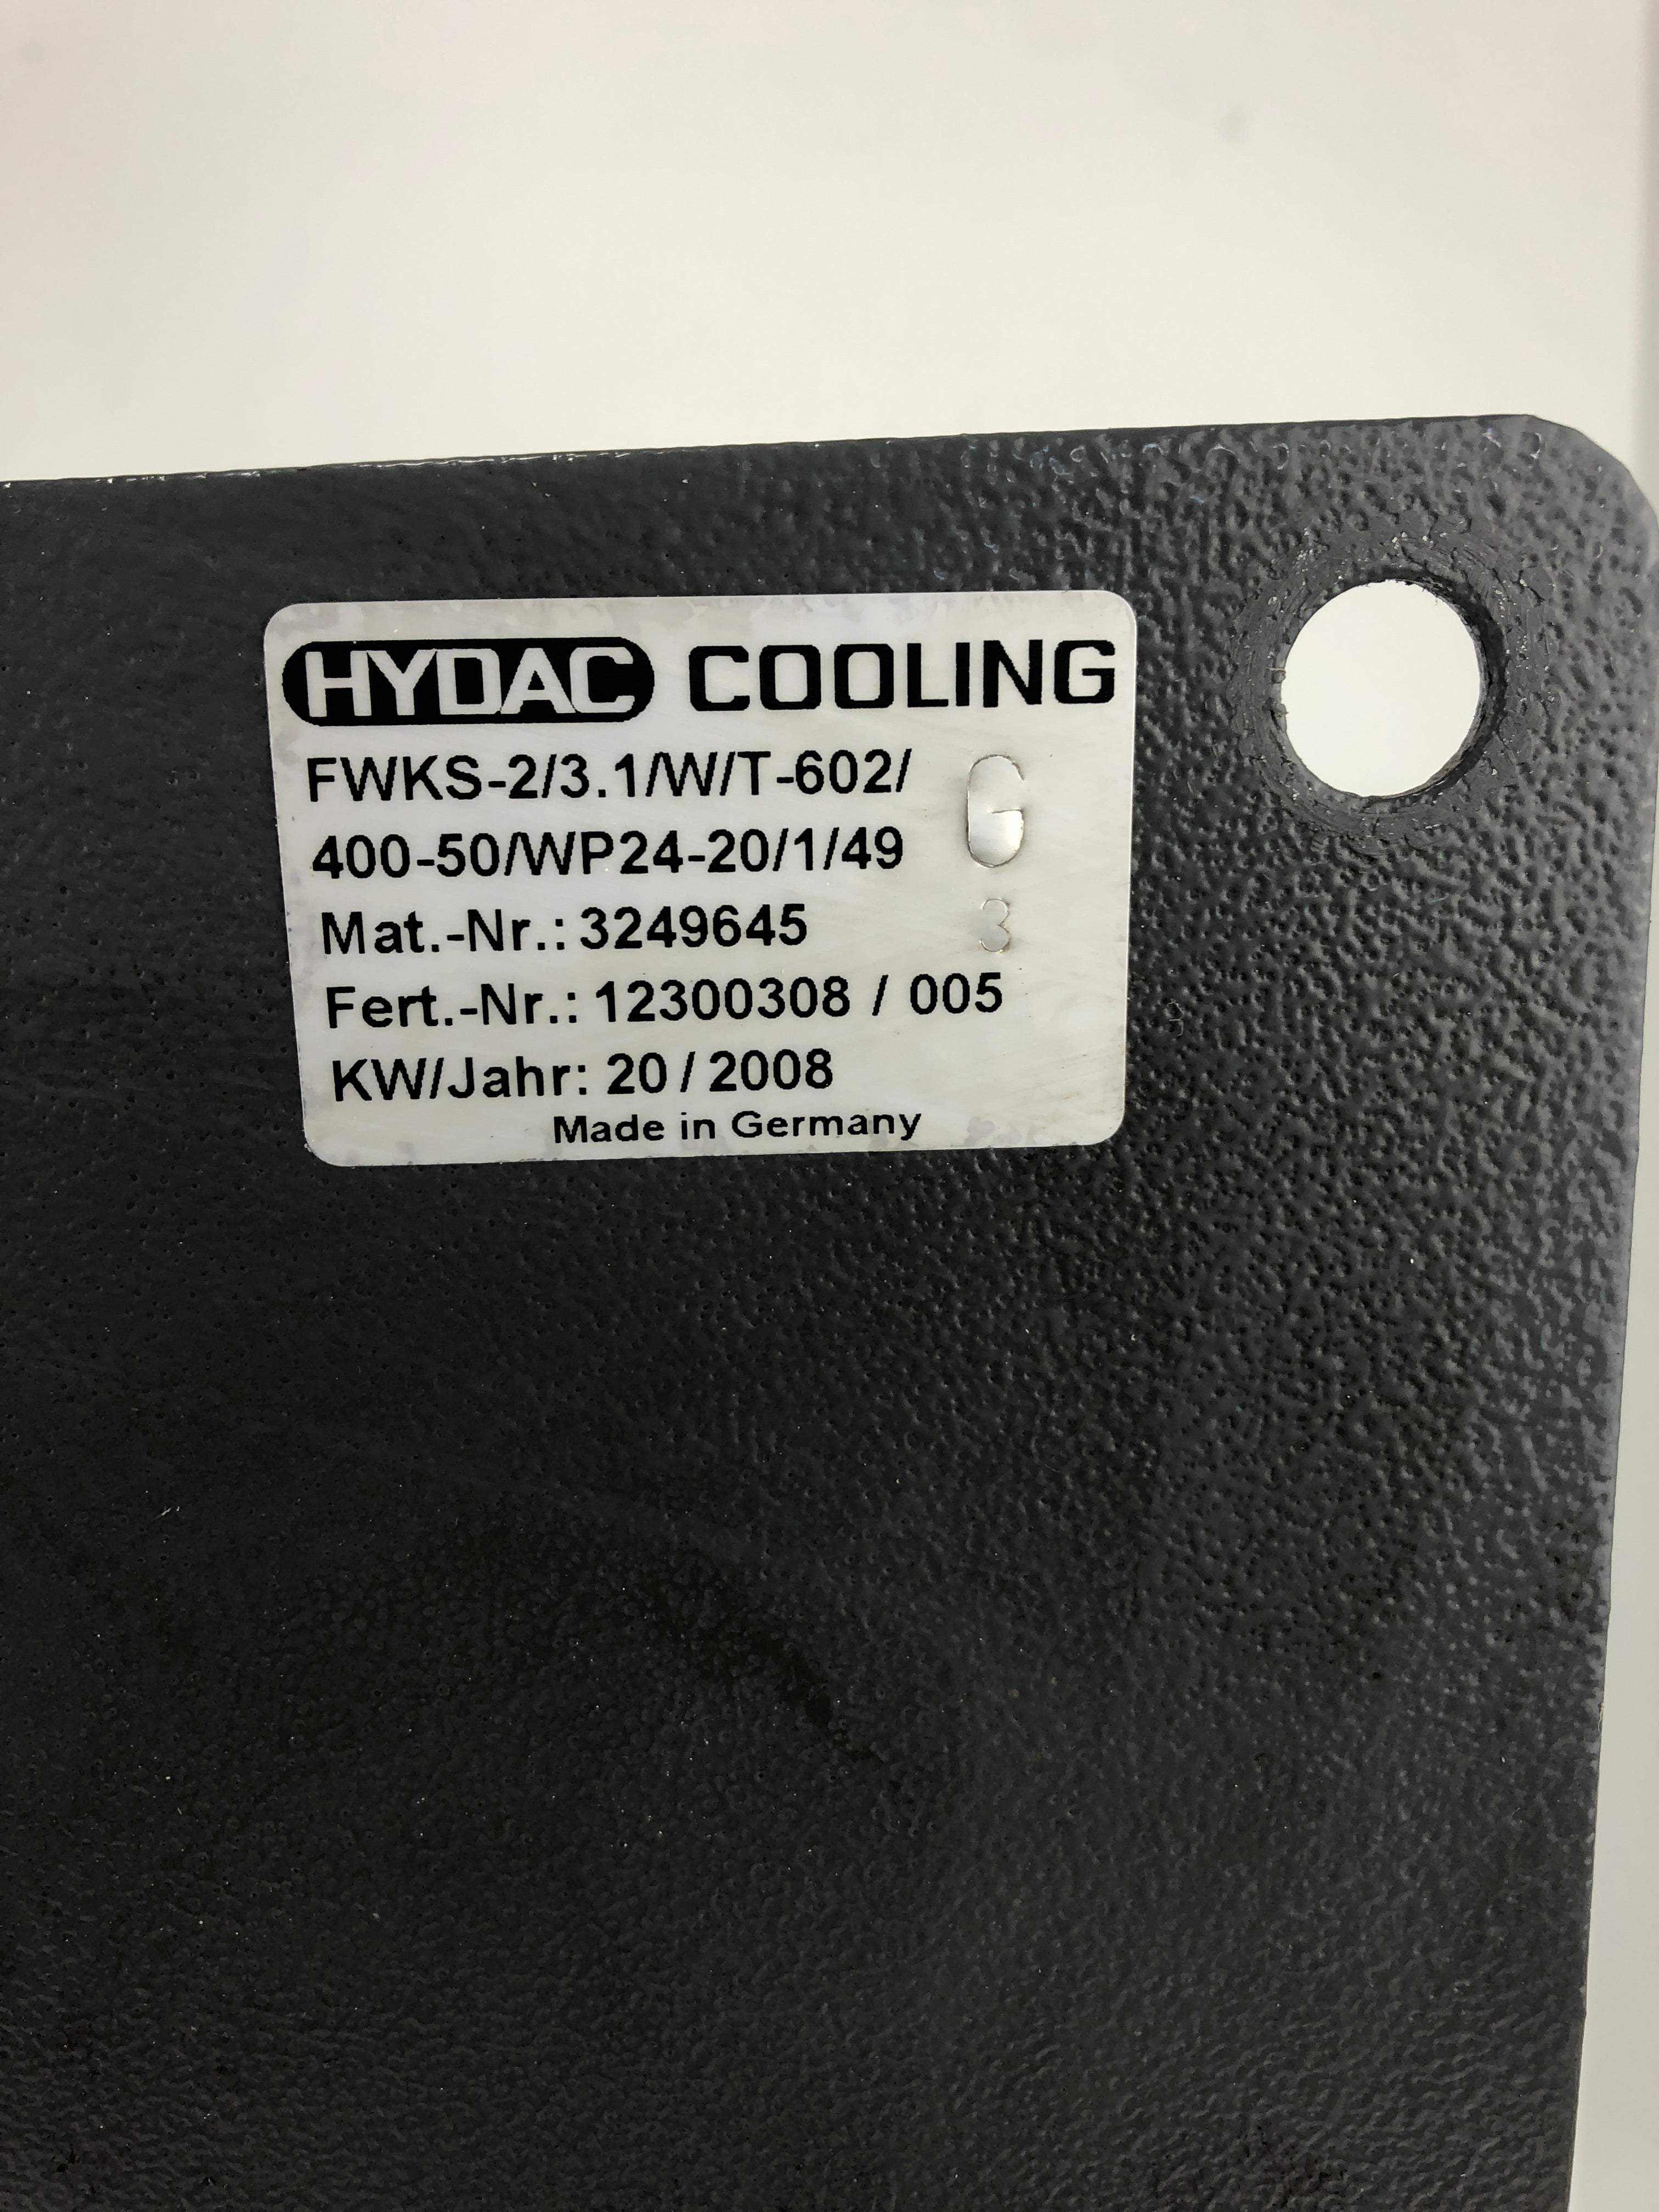 HYDAC COOLING
FWKS-2/3.1/W/T-602/
400-50/WP24-20/1/49
G
Mat.-Nr.: 3249645
3
Fert.-Nr.: 12300308 / 005
KW/Jahr: 20 / 2008
Made in Germany